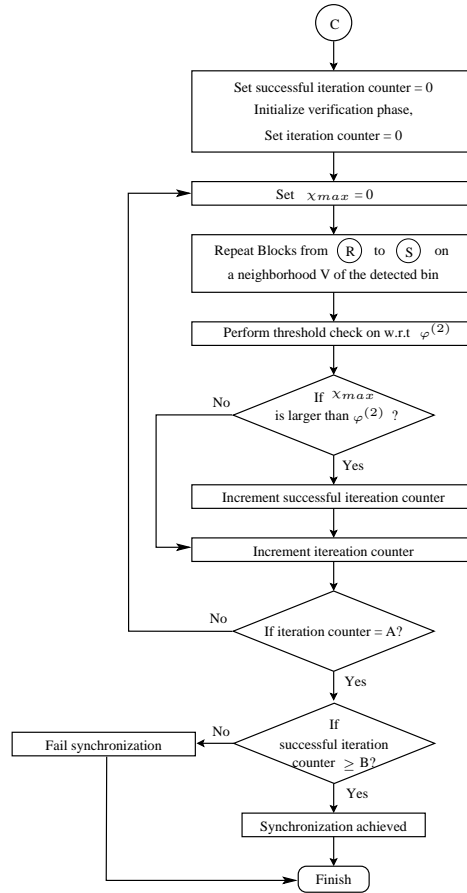 C
Set successful iteration counter = 0
Initialize verification phase,
Set iteration counter = 0
Set χmax = 0
Repeat Blocks from R to S on
a neighborhood V of the detected bin
Perform threshold check on w.r.t φ(2)
No
If χmax
is larger than φ(2) ?
Yes
Increment successful itereation counter
Increment itereation counter
No
If iteration counter = A?
Yes
If
No
Fail synchronization
successful iteration
counter ≥ B?
Yes
Synchronization achieved
Finish